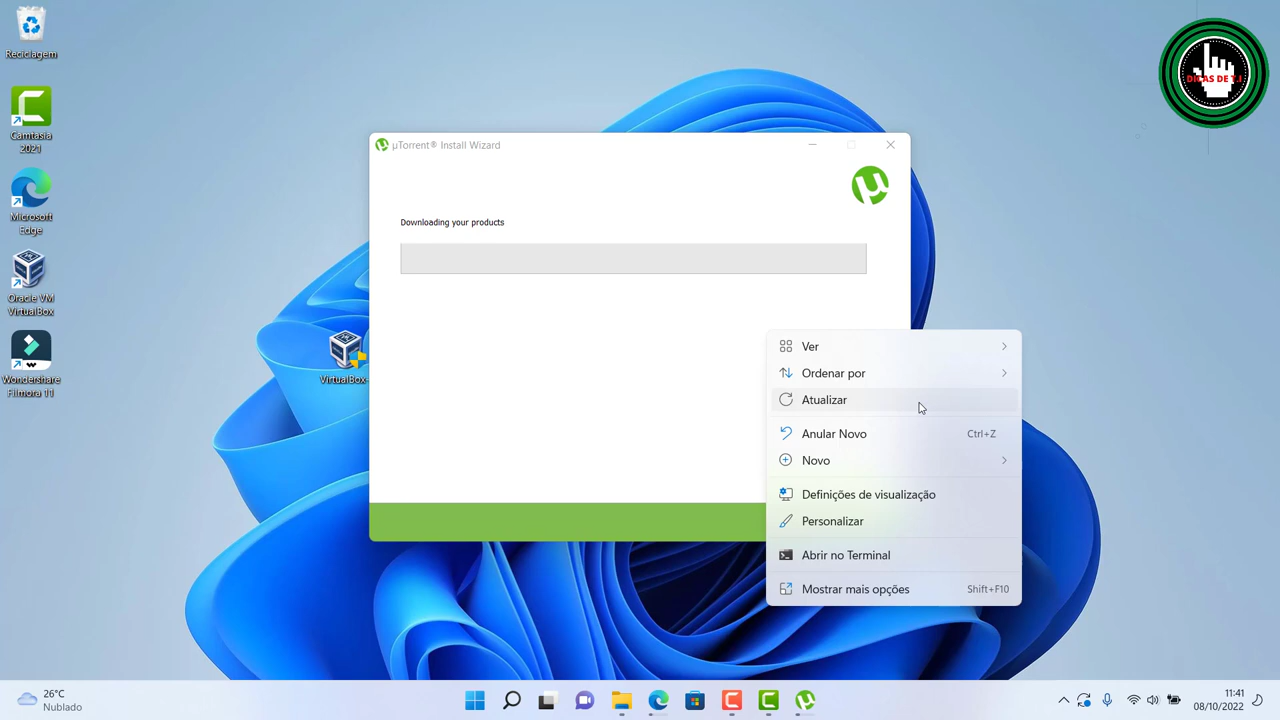 Reciclagem
Camtasia
2021
Microsoft
Edge
Oracle VM
VirtualBox
Wondershare
Filmora 11
VirtualBox-
DICAS DE T.I
µTorrent® Install Wizard
Downloading your products
Ver
Ordenar por
Atualizar
Anular Novo Ctrl+Z
Novo
Definições de visualização
Personalizar
Abrir no Terminal
Mostrar mais opções Shift+F10
26°C
Nublado
11:41
08/10/2022